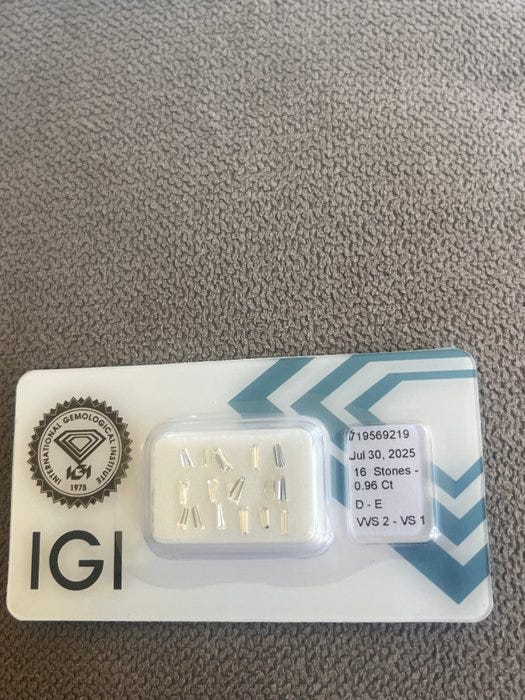 INTERNATIONAL GEMOLOGICAL INSTITUTE
IGI
1975
IGI
719569219
Jul 30, 2025
16 Stones -
0.96 Ct
D - E
VVS 2 - VS 1